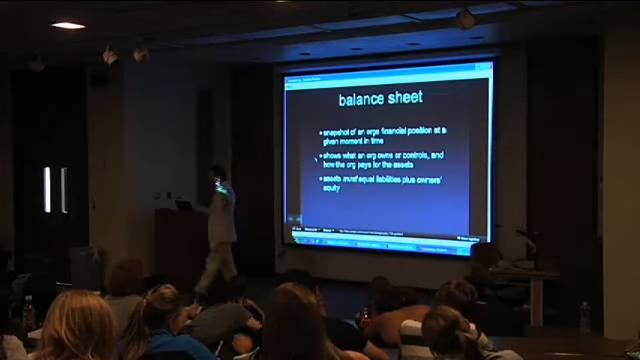 balance sheet
snapshot of an orgs financial position at a
given moment in time
shows what an org owns or controls, and
how the org pays for the assets
assets must equal liabilities plus owners'
equity